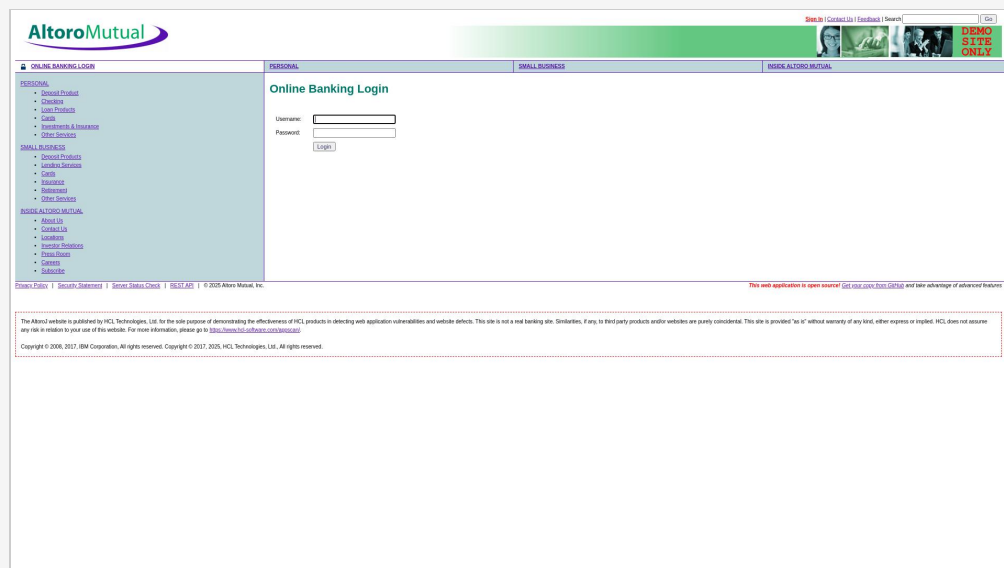 Sign In | Contact Us | Feedback | Search Go
AltoroMutual
DEMO
SITE
ONLY
ONLINE BANKING LOGIN
PERSONAL
SMALL BUSINESS
INSIDE ALTORO MUTUAL
PERSONAL
Deposit Product
Checking
Loan Products
Cards
Investments & Insurance
Other Services
SMALL BUSINESS
Deposit Products
Lending Services
Cards
Insurance
Retirement
Other Services
INSIDE ALTORO MUTUAL
About Us
Contact Us
Locations
Investor Relations
Press Room
Careers
Subscribe
Online Banking Login
Username:
Password:
Login
Privacy Policy | Security Statement | Server Status Check | REST API | © 2025 Altoro Mutual, Inc.
This web application is open source! Get your copy from GitHub and take advantage of advanced features
The AltoroJ website is published by HCL Technologies, Ltd. for the sole purpose of demonstrating the effectiveness of HCL products in detecting web application vulnerabilities and website defects. This site is not a real banking site. Similarities, if any, to third party products and/or websites are purely coincidental. This site is provided "as is" without warranty of any kind, either express or implied. HCL does not assume
any risk in relation to your use of this website. For more information, please go to https://www.hcl-software.com/appscan/.
Copyright © 2008, 2017, IBM Corporation, All rights reserved. Copyright © 2017, 2025, HCL Technologies, Ltd., All rights reserved.